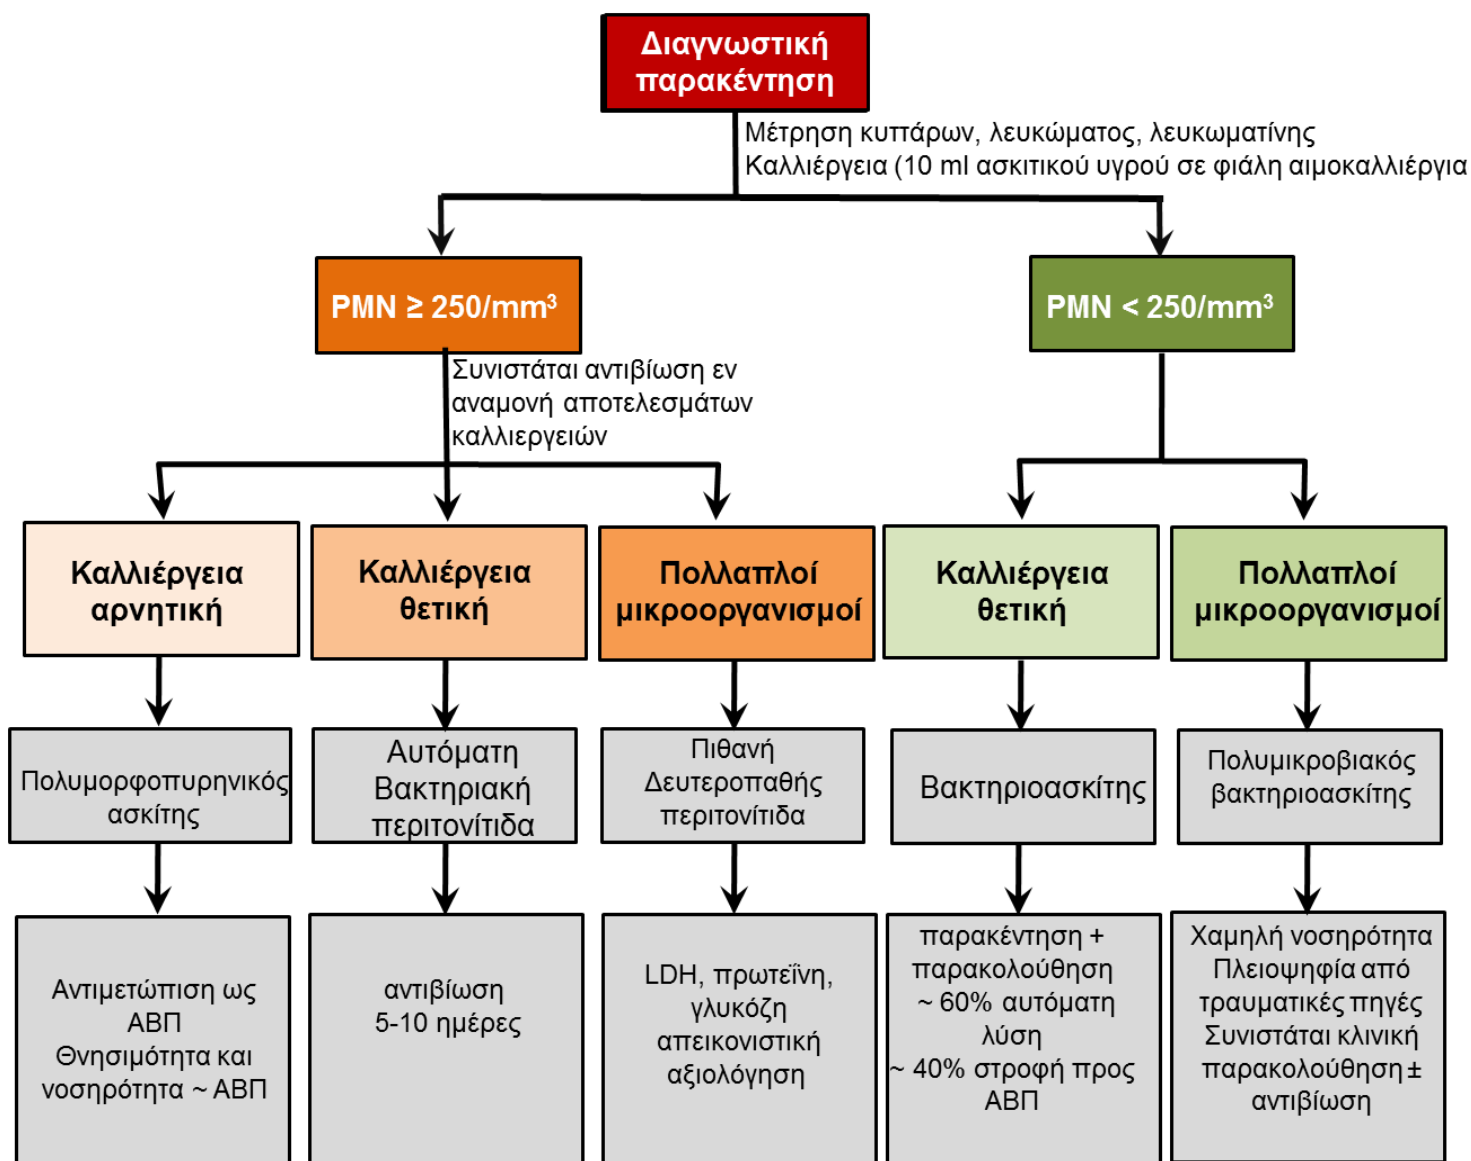 Διαγνωστική
παρακέντηση
Μέτρηση κυττάρων, λευκώματος, λευκωματίνης
Καλλιέργεια (10 ml ασκιτικού υγρού σε φιάλη αιμοκαλλιέργια
PMN ≥ 250/mm³
PMN < 250/mm³
Συνιστάται αντιβίωση εν
αναμονή αποτελεσμάτων
καλλιεργειών
Καλλιέργεια
αρνητική
Καλλιέργεια
θετική
Πολλαπλοί
μικροοργανισμοί
Καλλιέργεια
θετική
Πολλαπλοί
μικροοργανισμοί
Πολυμορφοπυρηνικός
ασκίτης
Αυτόματη
Βακτηριακή
περιτονίτιδα
Πιθανή
Δευτεροπαθής
περιτονίτιδα
Βακτηριοασκίτης
Πολυμικροβιακός
βακτηριοασκίτης
Αντιμετώπιση ως
ΑΒΠ
Θνησιμότητα και
νοσηρότητα ~ ΑΒΠ
αντιβίωση
5-10 ημέρες
LDH, πρωτεΐνη,
γλυκόζη
απεικονιστική
αξιολόγηση
παρακέντηση +
παρακολούθηση
~ 60% αυτόματη
λύση
~ 40% στροφή προς
ΑΒΠ
Χαμηλή νοσηρότητα
Πλειοψηφία από
τραυματικές πηγές
Συνιστάται κλινική
παρακολούθηση ±
αντιβίωση